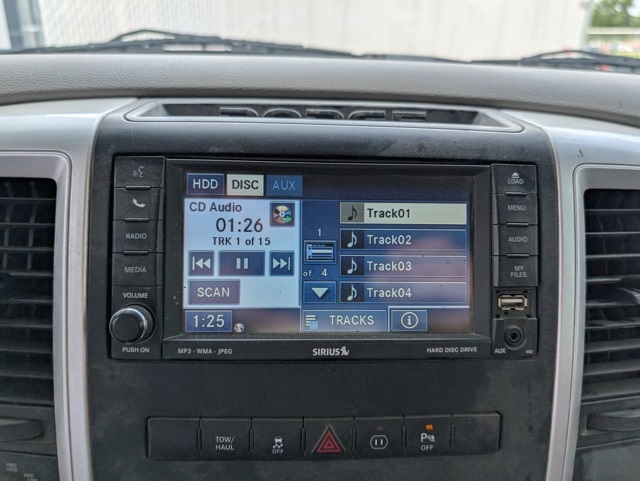 HDD DISC AUX
CD Audio
01:26
TRK 1 of 15
SCAN
1
of 4
Track01
Track02
Track03
Track04
1:25
TRACKS
i
RADIO
MEDIA
VOLUME
PUSH ON
LOAD
MENU
AUDIO
MY
FILES
AUX
MP3 - WMA - JPEG
SIRIUS
HARD DISC DRIVE
TOW/
HAUL
OFF
P
OFF